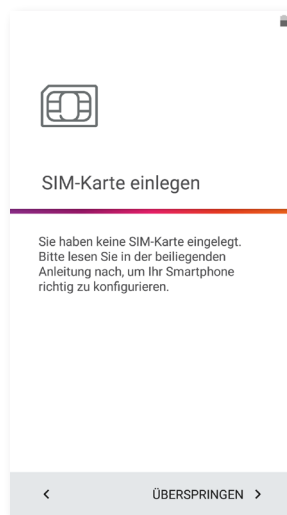 SIM-Karte einlegen
Sie haben keine SIM-Karte eingelegt.
Bitte lesen Sie in der beiliegenden
Anleitung nach, um Ihr Smartphone
richtig zu konfigurieren.
ÜBERSPRINGEN